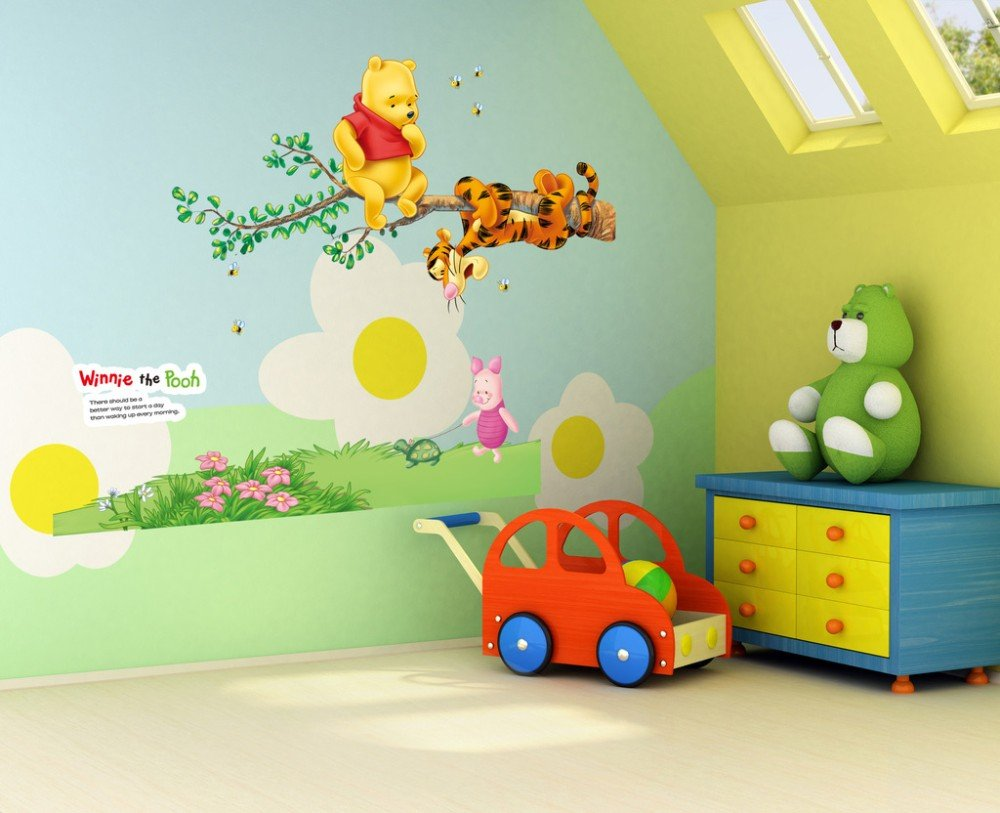 Winnie the Pooh
There should be a
better way to start a day
than waking up every morning.